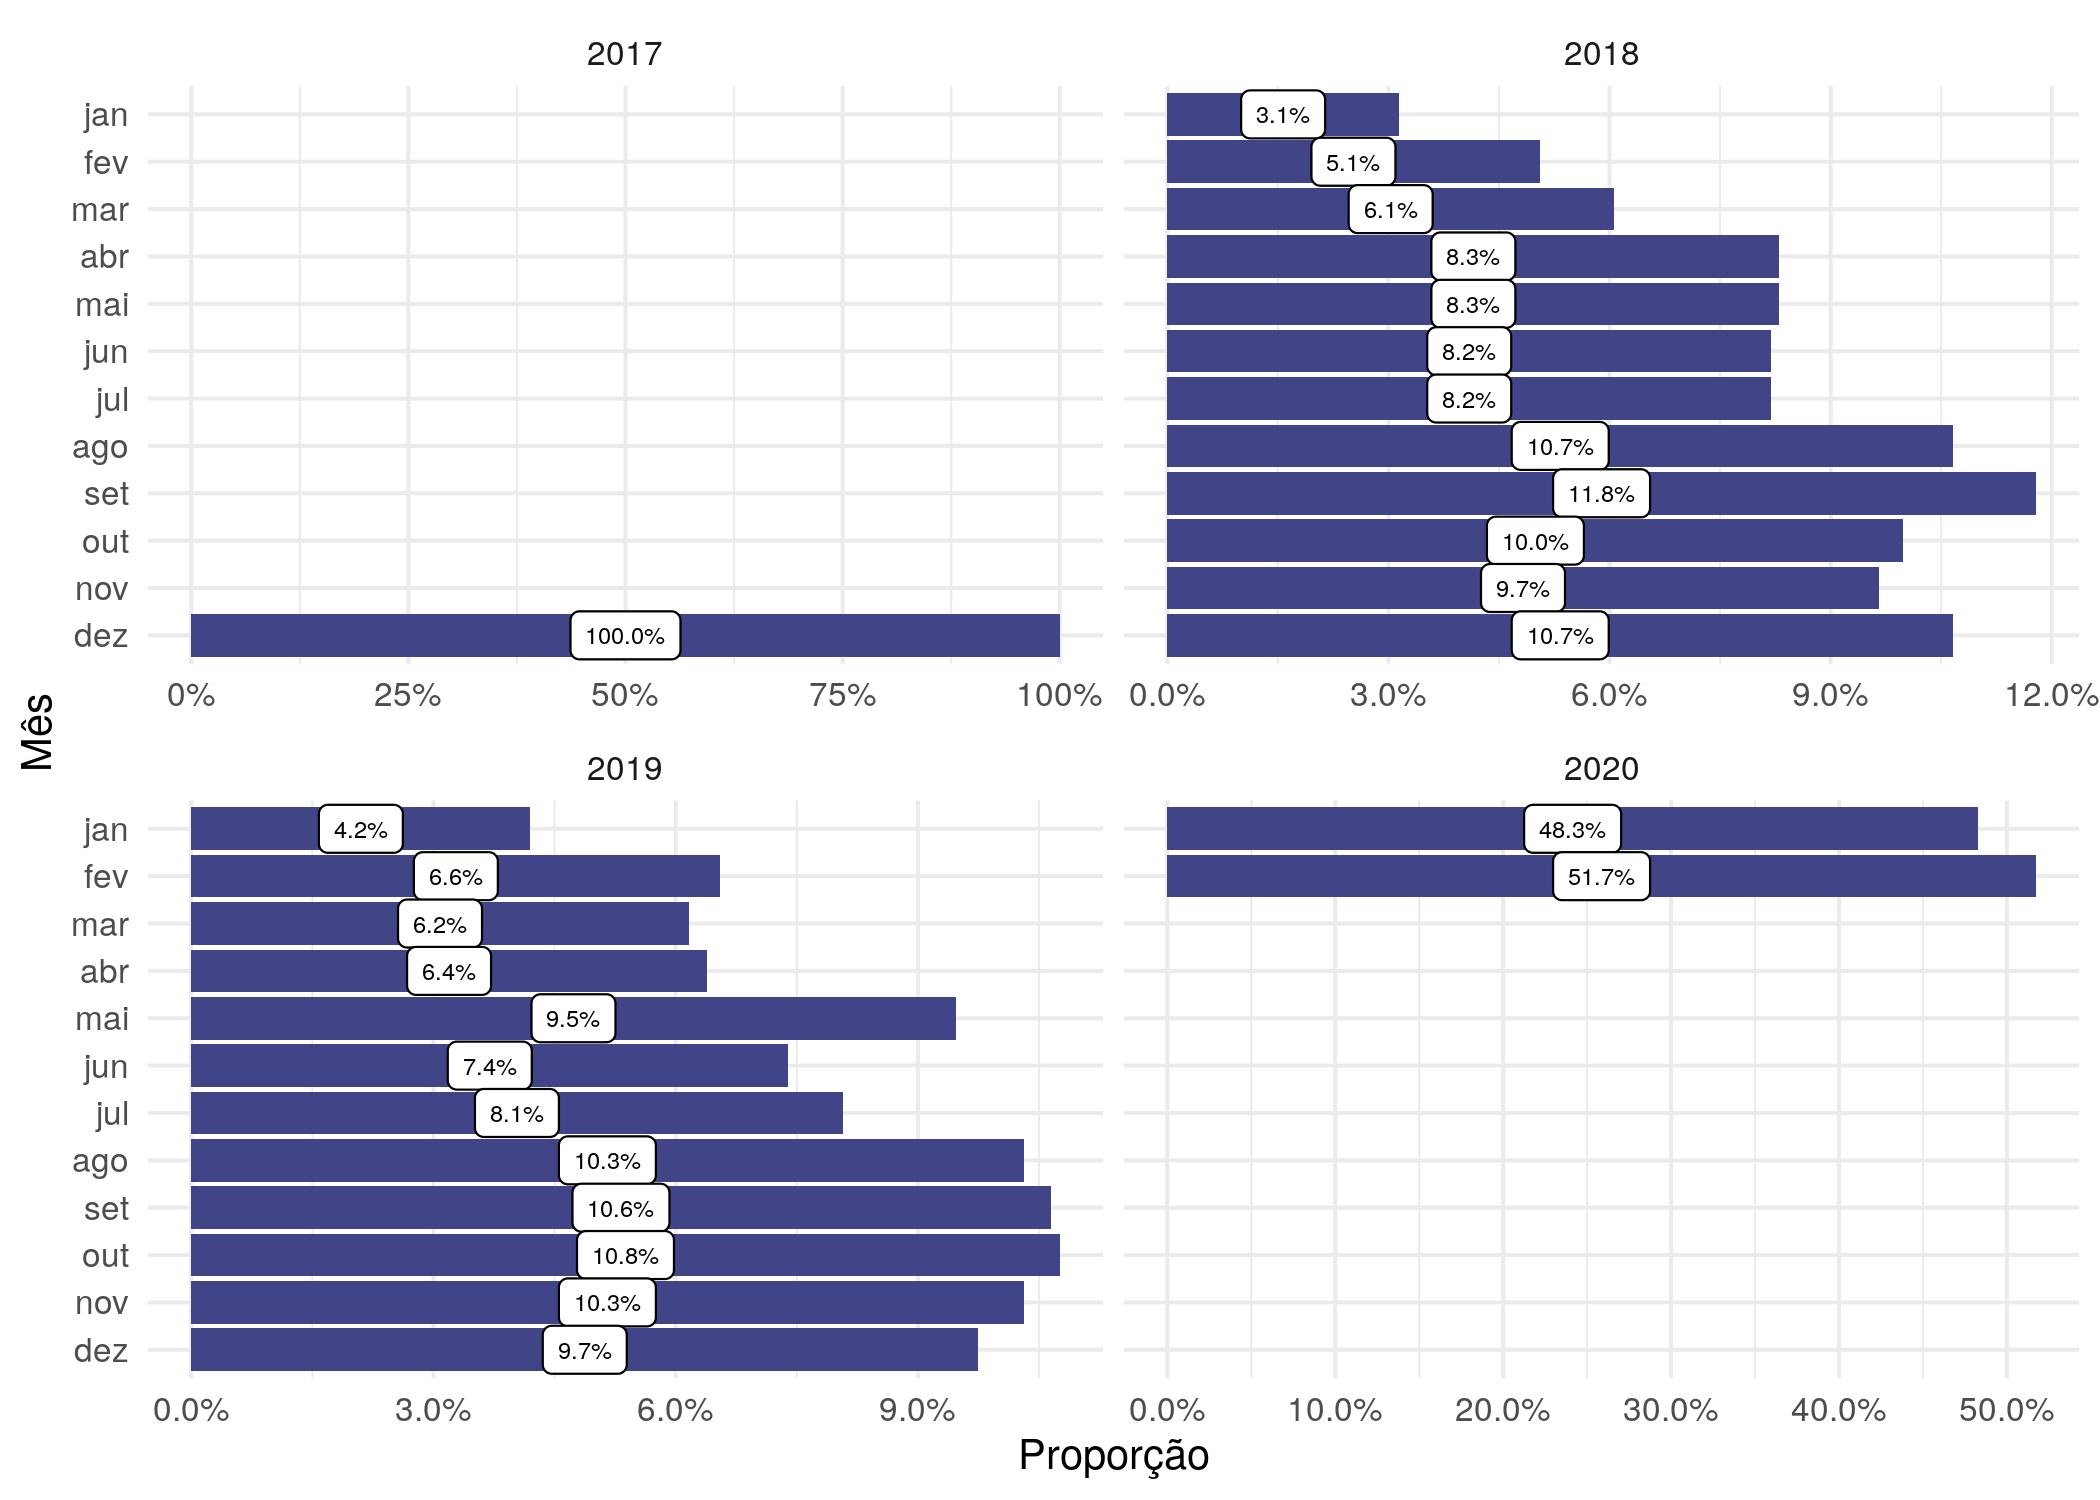 2017
2018
jan
3.1%
fev
5.1%
mar
6.1%
abr
8.3%
mai
8.3%
jun
8.2%
jul
8.2%
ago
10.7%
set
11.8%
out
10.0%
nov
9.7%
dez
100.0%
10.7%
0% 25% 50% 75% 100%
0.0% 3.0% 6.0% 9.0% 12.0%
Mês
2019
2020
jan
4.2%
48.3%
fev
6.6%
51.7%
mar
6.2%
abr
6.4%
mai
9.5%
jun
7.4%
jul
8.1%
ago
10.3%
set
10.6%
out
10.8%
nov
10.3%
dez
9.7%
0.0% 3.0% 6.0% 9.0%
0.0% 10.0% 20.0% 30.0% 40.0% 50.0%
Proporção